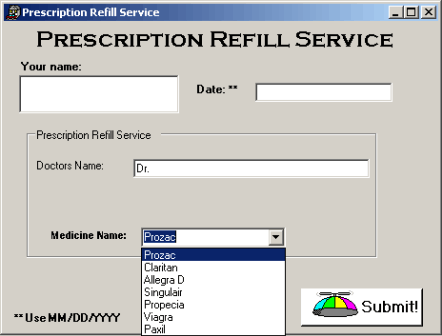 Prescription Refill Service
PRESCRIPTION REFILL SERVICE
Your name:
Date: **
Prescription Refill Service
Doctors Name: Dr.
Medicine Name: Prozac
Prozac
Claritan
Allegra D
Singulair
Propecia
Viagra
Paxil
** Use MM/DD/YYYY
Submit!